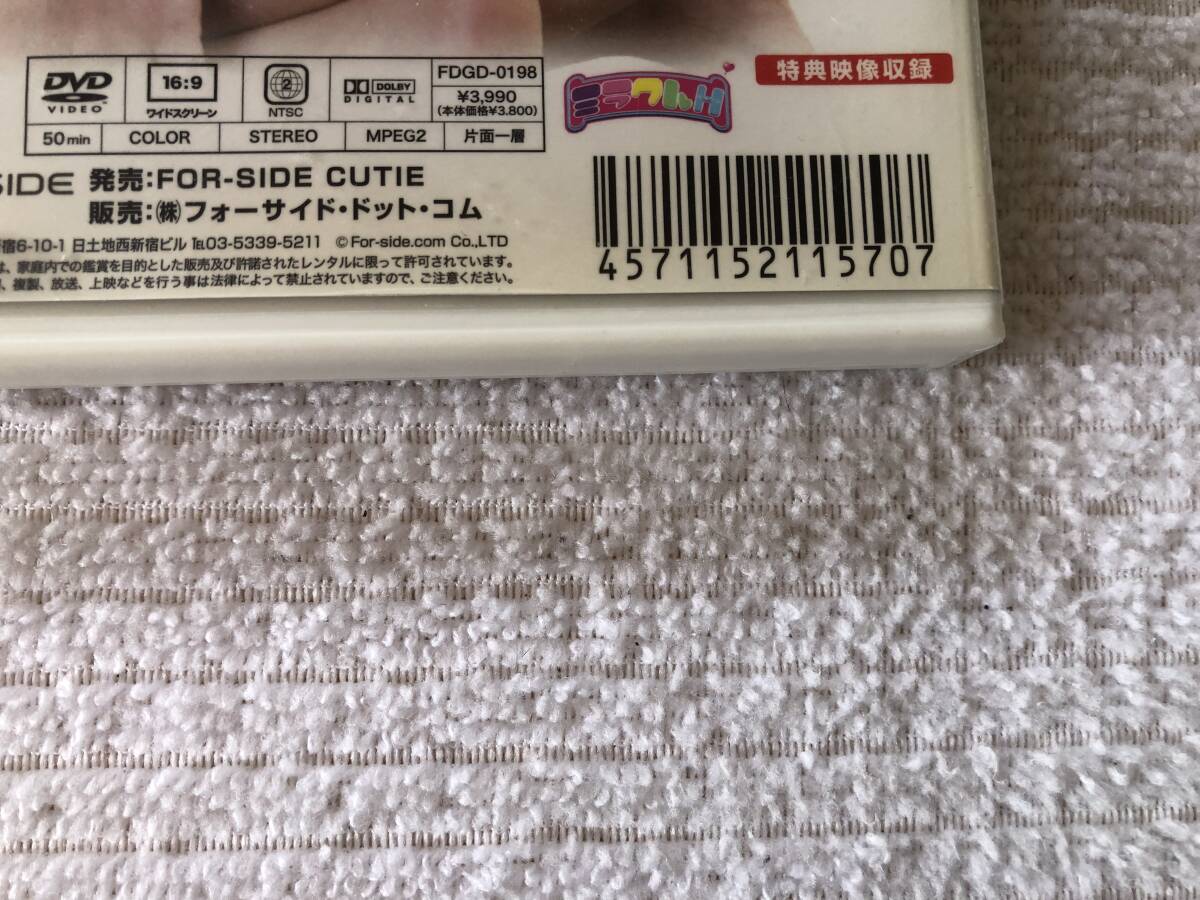 DVD VIDEO
16:9
ワイドスクリーン
2
NTSC
DOLBY DIGITAL
FDGD-0198
¥3,990
(本体価格¥3.800)
50min
COLOR
STEREO
MPEG2
片面一層
ミラクルH
特典映像収録
SIDE 発売:FOR-SIDE CUTIE
販売:㈱フォーサイド・ドット・コム
宿6-10-1 日土地西新宿ビル ℡03-5339-5211 ©For-side.com Co.,LTD
は、家庭内での鑑賞を目的とした販売及び許諾されたレンタルに限って許可されています。
複製、放送、上映などを行う事は法律によって禁止されていますので、ご注意ください。
4571152115707